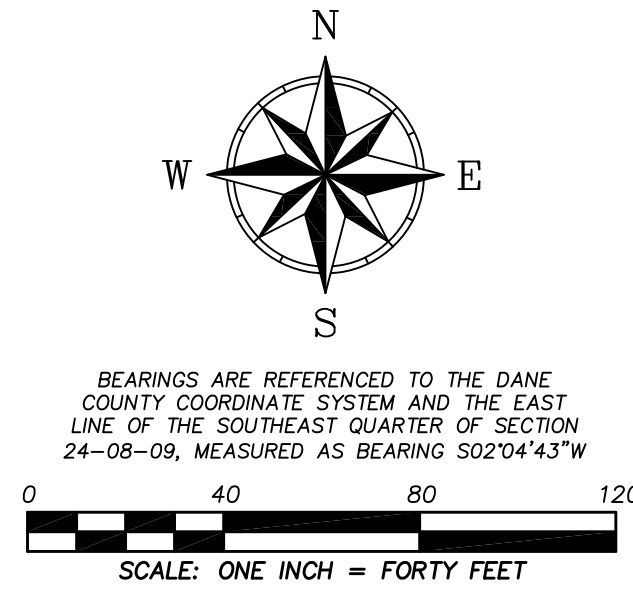 N
W E
S
BEARINGS ARE REFERENCED TO THE DANE
COUNTY COORDINATE SYSTEM AND THE EAST
LINE OF THE SOUTHEAST QUARTER OF SECTION
24-08-09, MEASURED AS BEARING S02°04'43"W
0 40 80 120
SCALE: ONE INCH = FORTY FEET